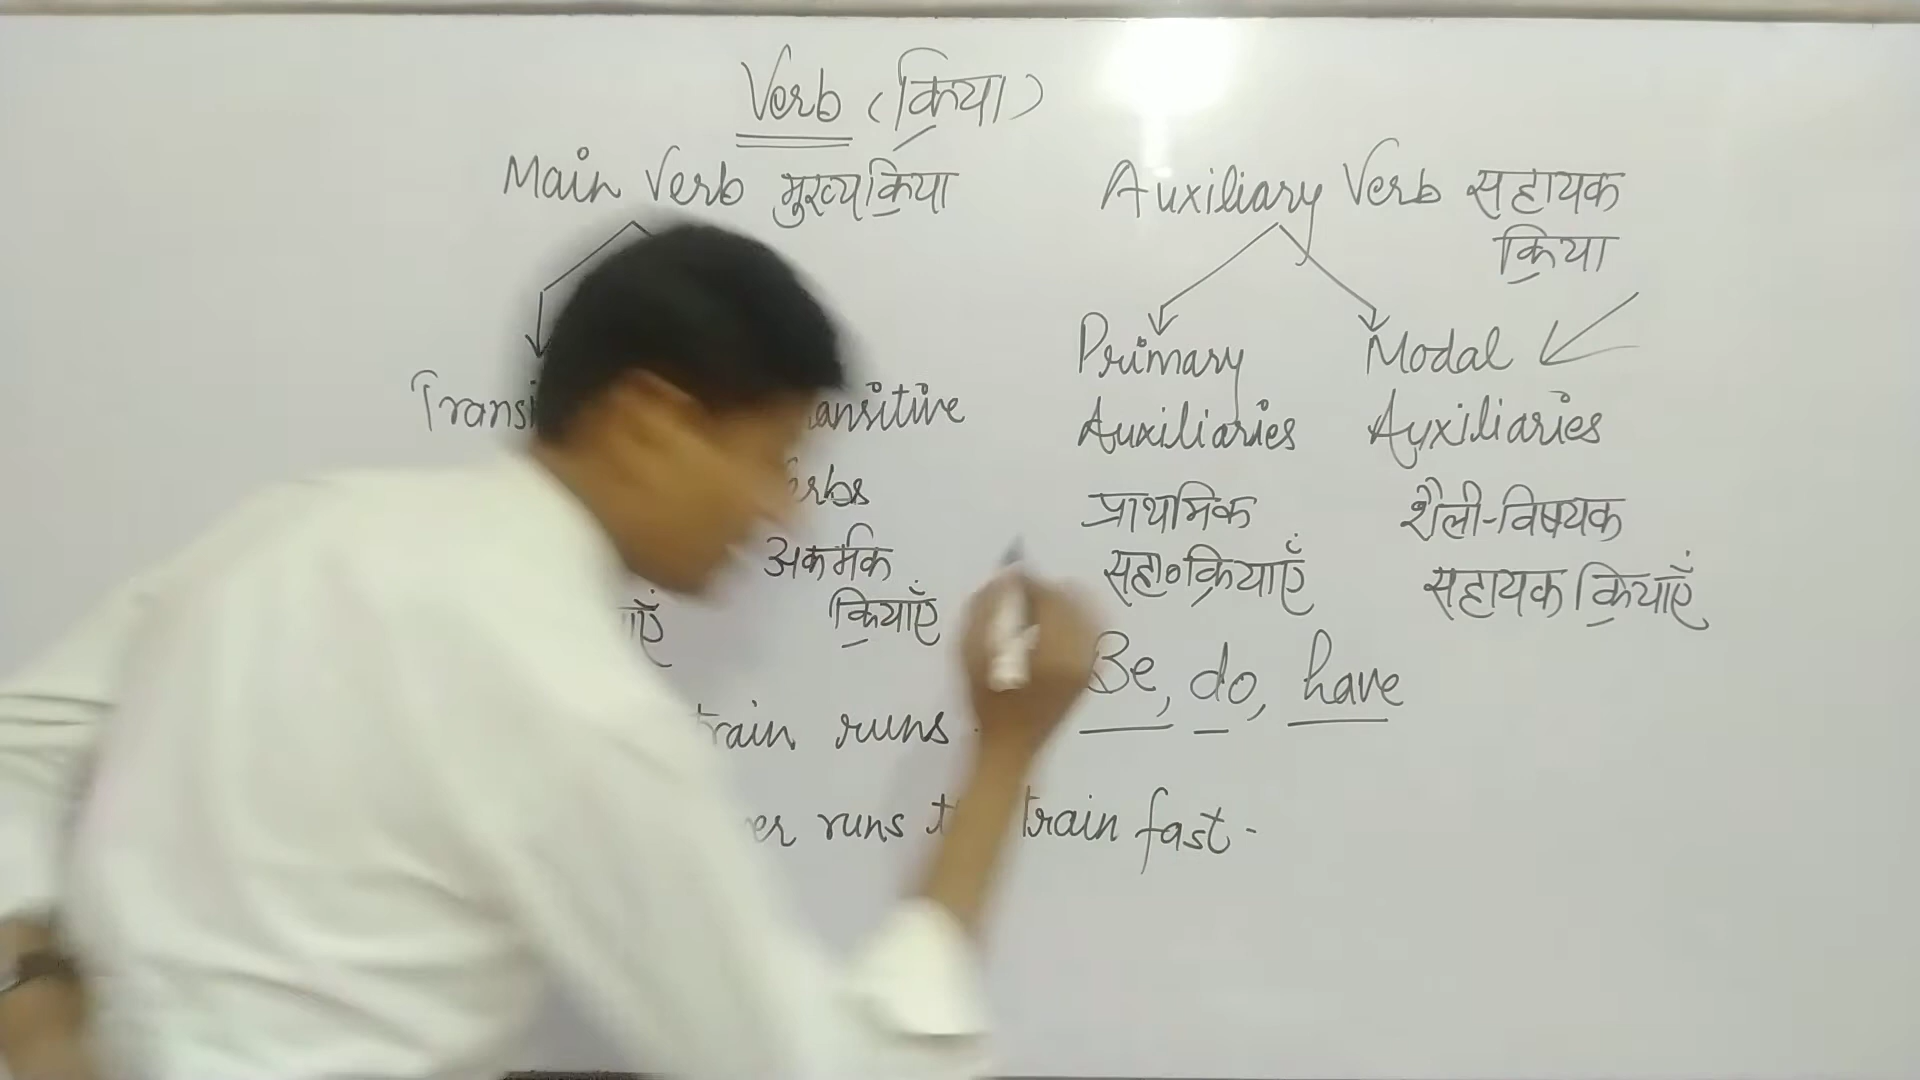 Verb (क्रिया)
Main Verb मुख्य क्रिया
Auxiliary Verb सहायक
क्रिया
Primary
Auxiliaries
प्राथमिक
सहा०क्रियाएँ
Modal
Auxiliaries
शैली-विषयक
सहायक क्रियाएँ
अकर्मक
क्रियाएँ
Be, do, have
runs
runs train fast.